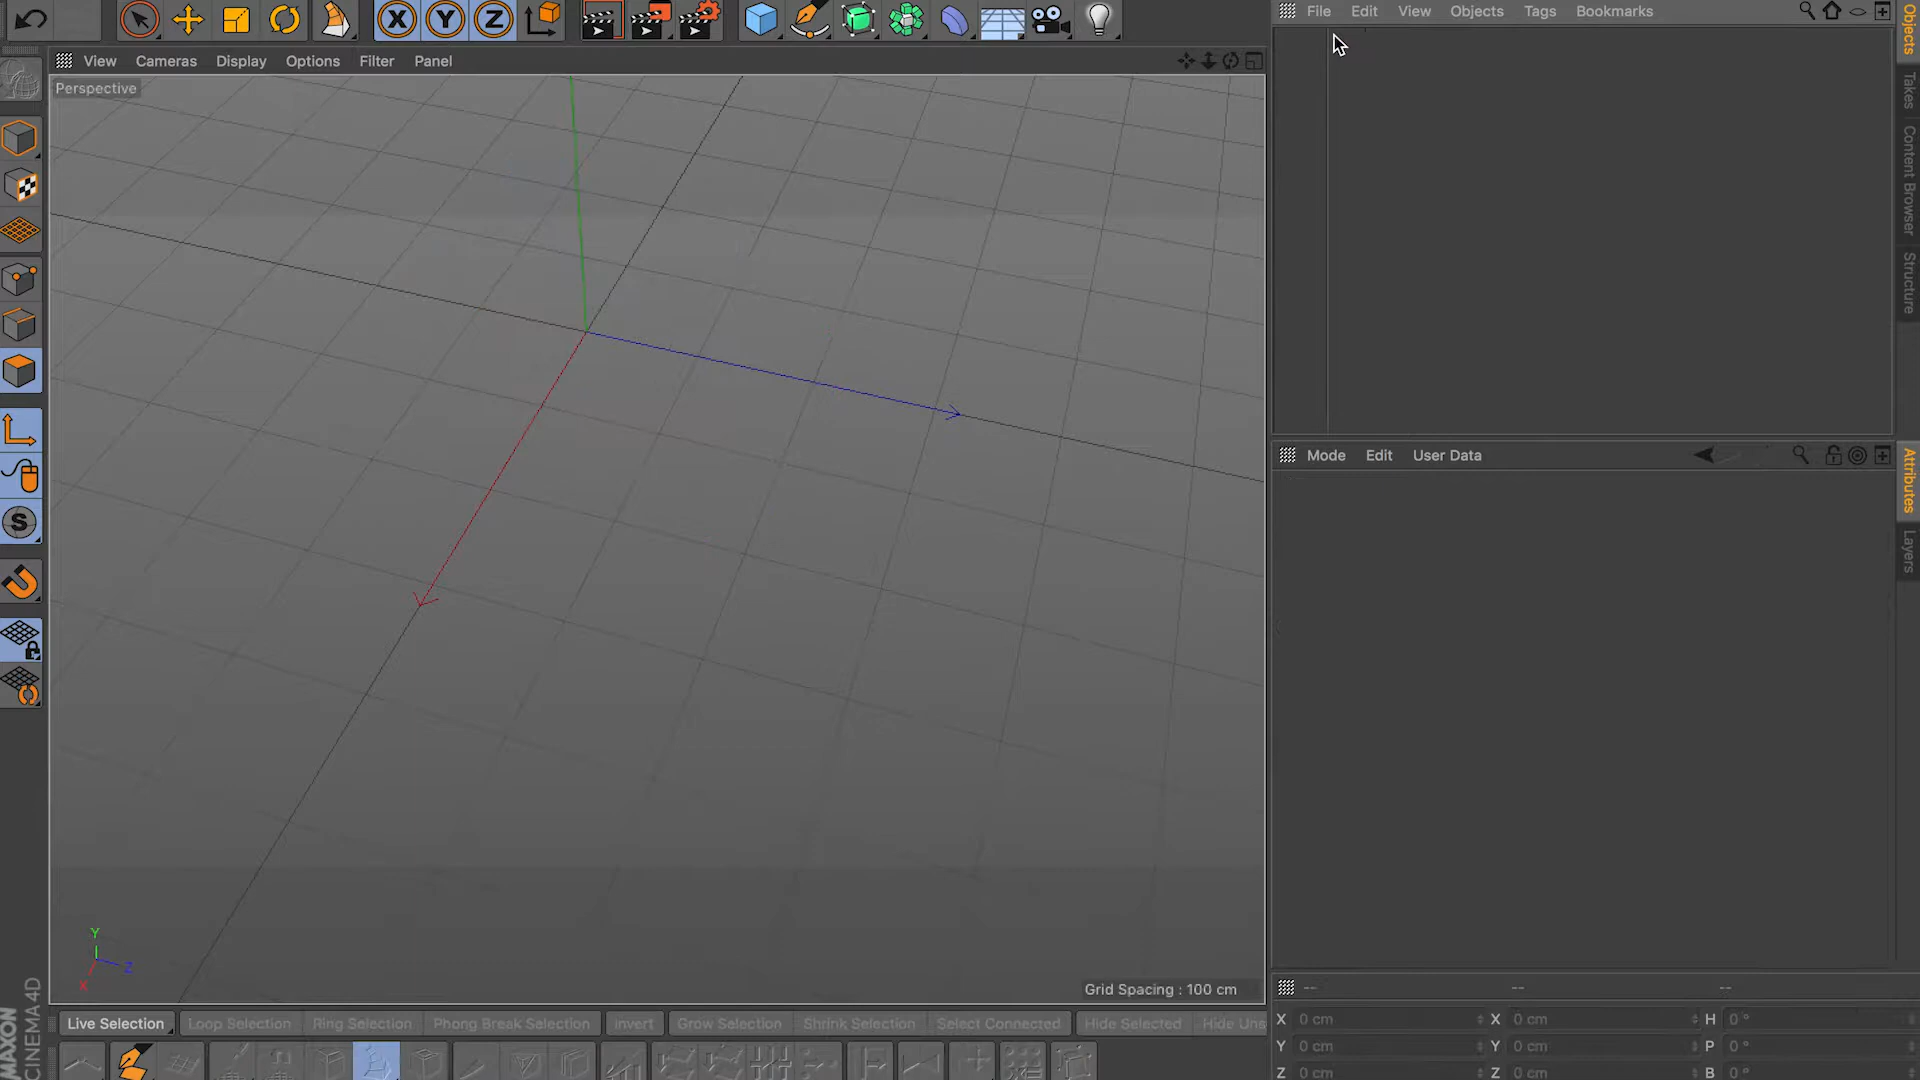 X Y Z
File Edit View Objects Tags Bookmarks
View Cameras Display Options Filter Panel
Perspective
Objects
Takes
Content Browser
Structure
S
Mode Edit User Data
Attributes
Layers
Y
Z
X
Grid Spacing : 100 cm
MAXON
CINEMA 4D
-- -- --
Live Selection Loop Selection Ring Selection Phong Break Selection Invert Grow Selection Shrink Selection Select Connected Hide Selected Hide Uns
X 0 cm X 0 cm H 0 °
Y 0 cm Y 0 cm P 0 °
Z 0 cm Z 0 cm B 0 °